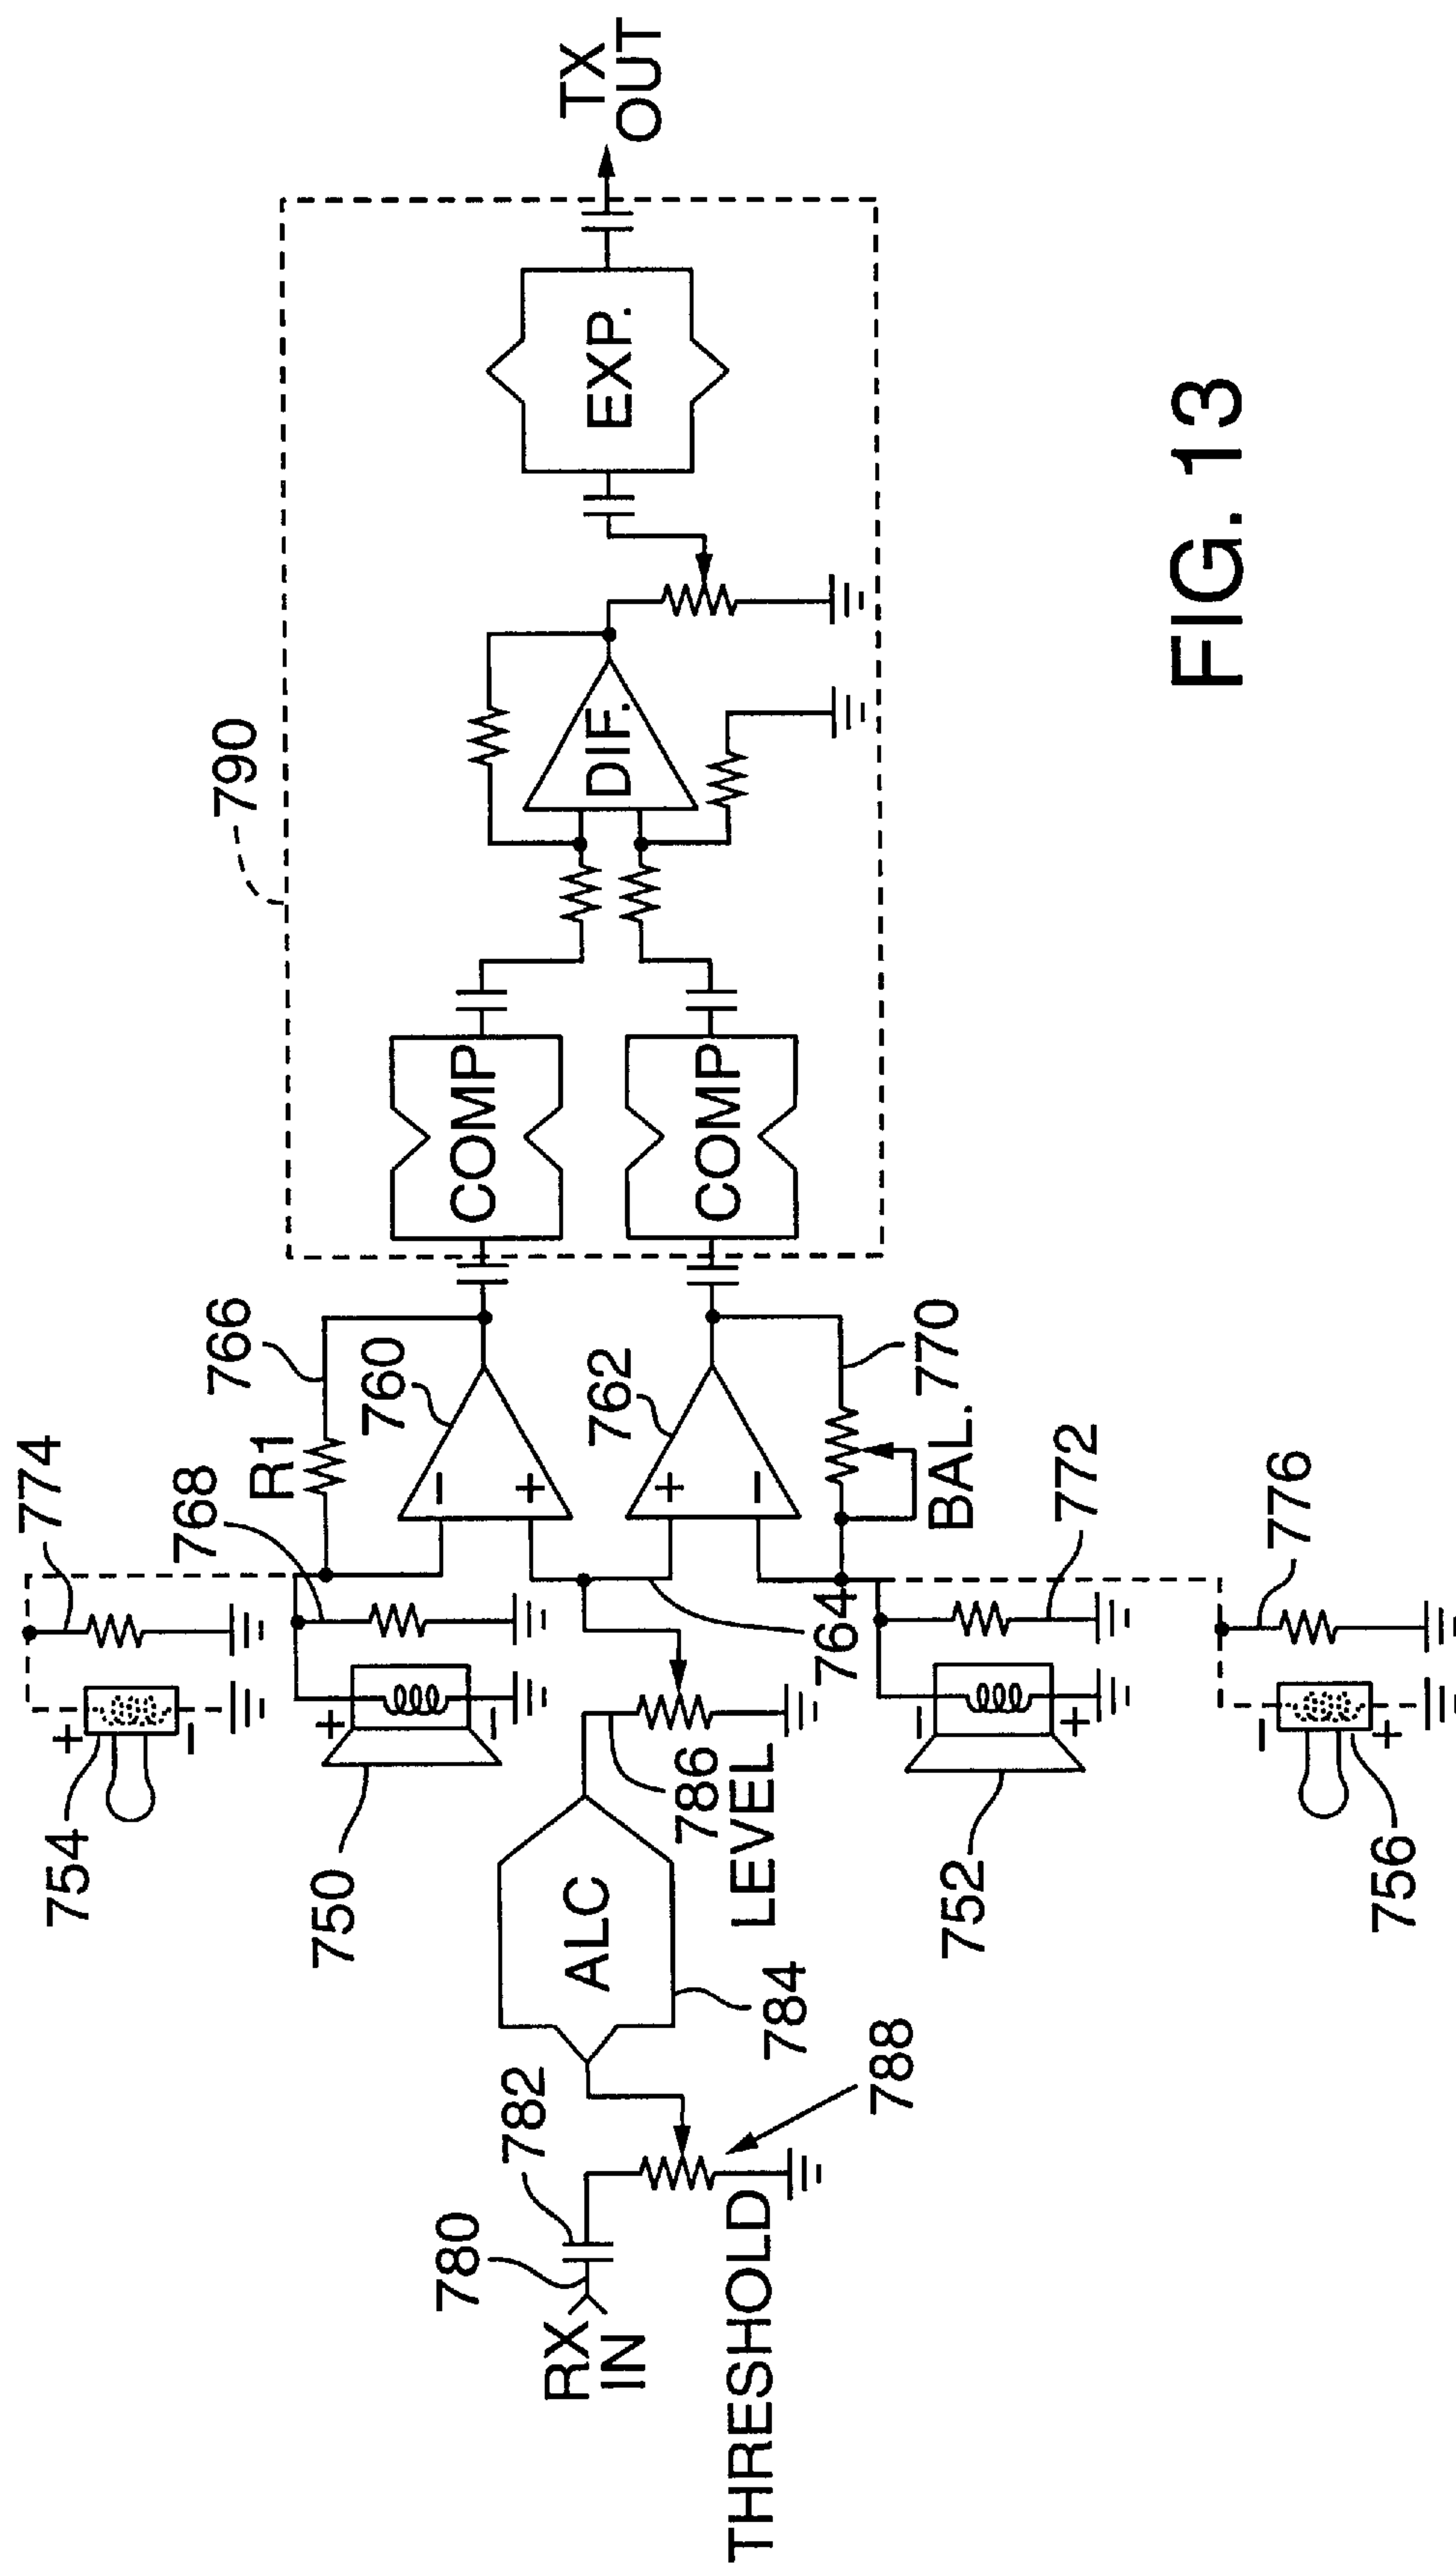 790
TX
OUT
774
766
R1
768
760
COMP
DIF.
EXP.
754
+
−
−
+
750
+
−
762
COMP
RX
IN
780
782
ALC
784
786
LEVEL
764
+
−
770
BAL.
THRESHOLD
788
752
−
+
772
756
−
+
776
FIG. 13